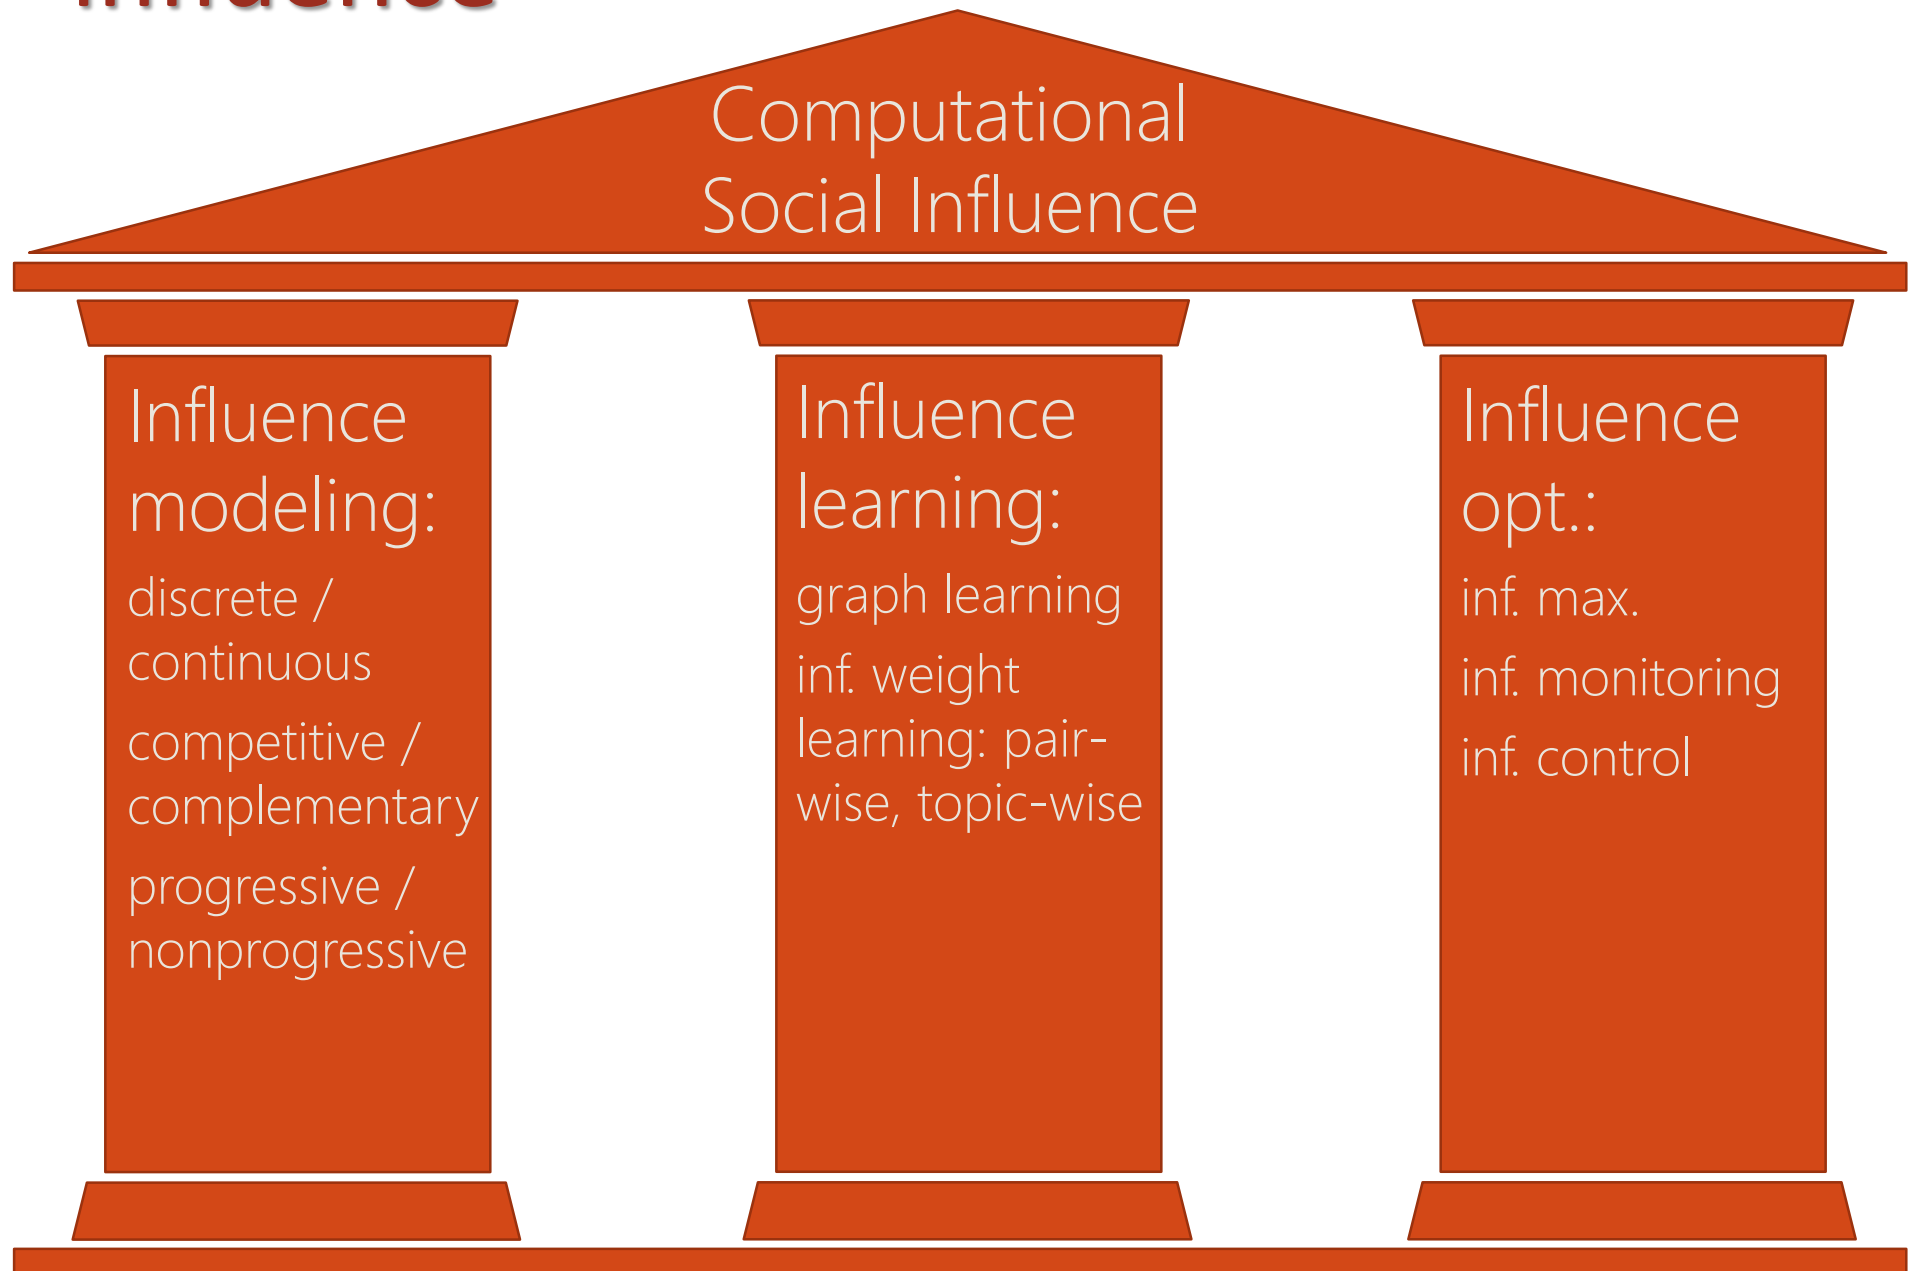 Influence
Computational
Social Influence
Influence
modeling:
discrete /
continuous
competitive /
complementary
progressive /
nonprogressive
Influence
learning:
graph learning
inf. weight
learning: pair-
wise, topic-wise
Influence
opt.:
inf. max.
inf. monitoring
inf. control